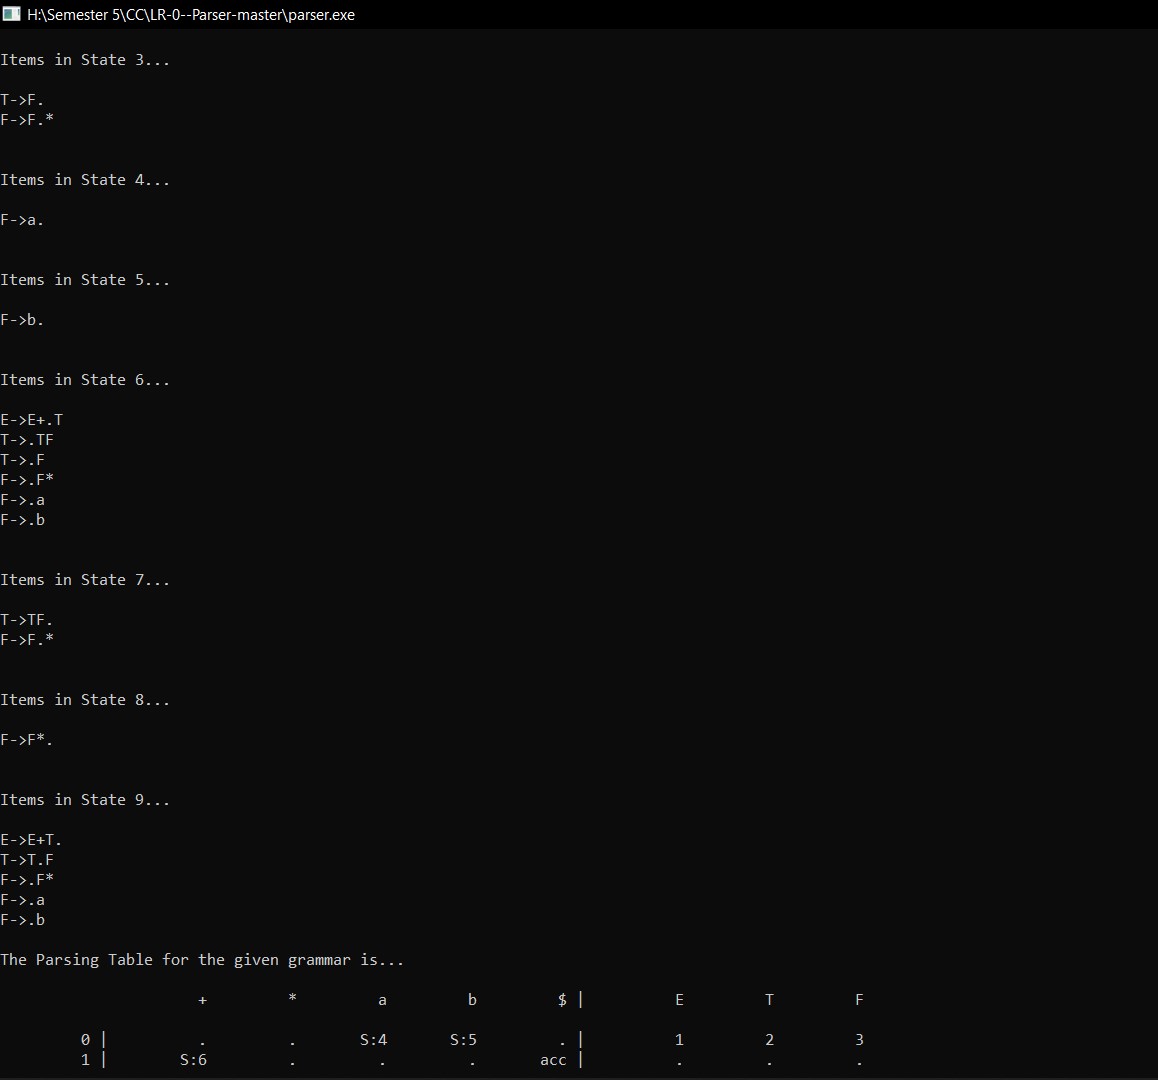 H:\Semester 5\CC\LR-0--Parser-master\parser.exe
Items in State 3...
T->F.
F->F.*
Items in State 4...
F->a.
Items in State 5...
F->b.
Items in State 6...
E->E+.T
T->.TF
T->.F
F->.F*
F->.a
F->.b
Items in State 7...
T->TF.
F->F.*
Items in State 8...
F->F*.
Items in State 9...
E->E+T.
T->T.F
F->.F*
F->.a
F->.b
The Parsing Table for the given grammar is...
+ * a b $ | E T F
0 | . . S:4 S:5 . | 1 2 3
1 | S:6 . . . acc | . . .